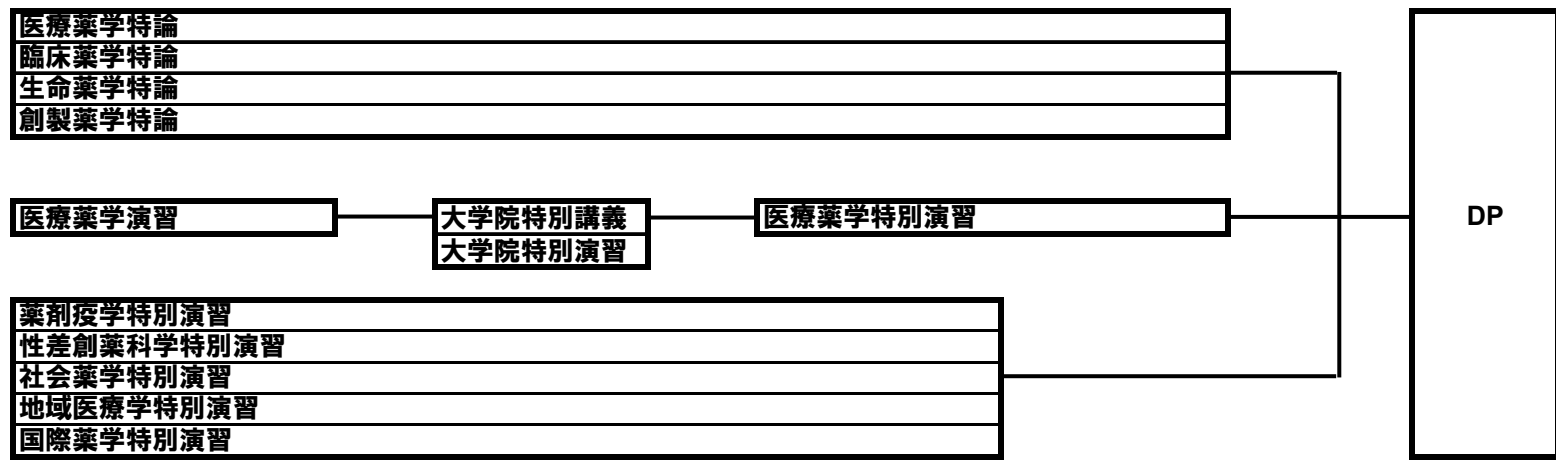 医療薬学特論
臨床薬学特論
生命薬学特論
創製薬学特論
医療薬学演習
大学院特別講義
大学院特別演習
医療薬学特別演習
DP
薬剤疫学特別演習
性差創薬科学特別演習
社会薬学特別演習
地域医療学特別演習
国際薬学特別演習